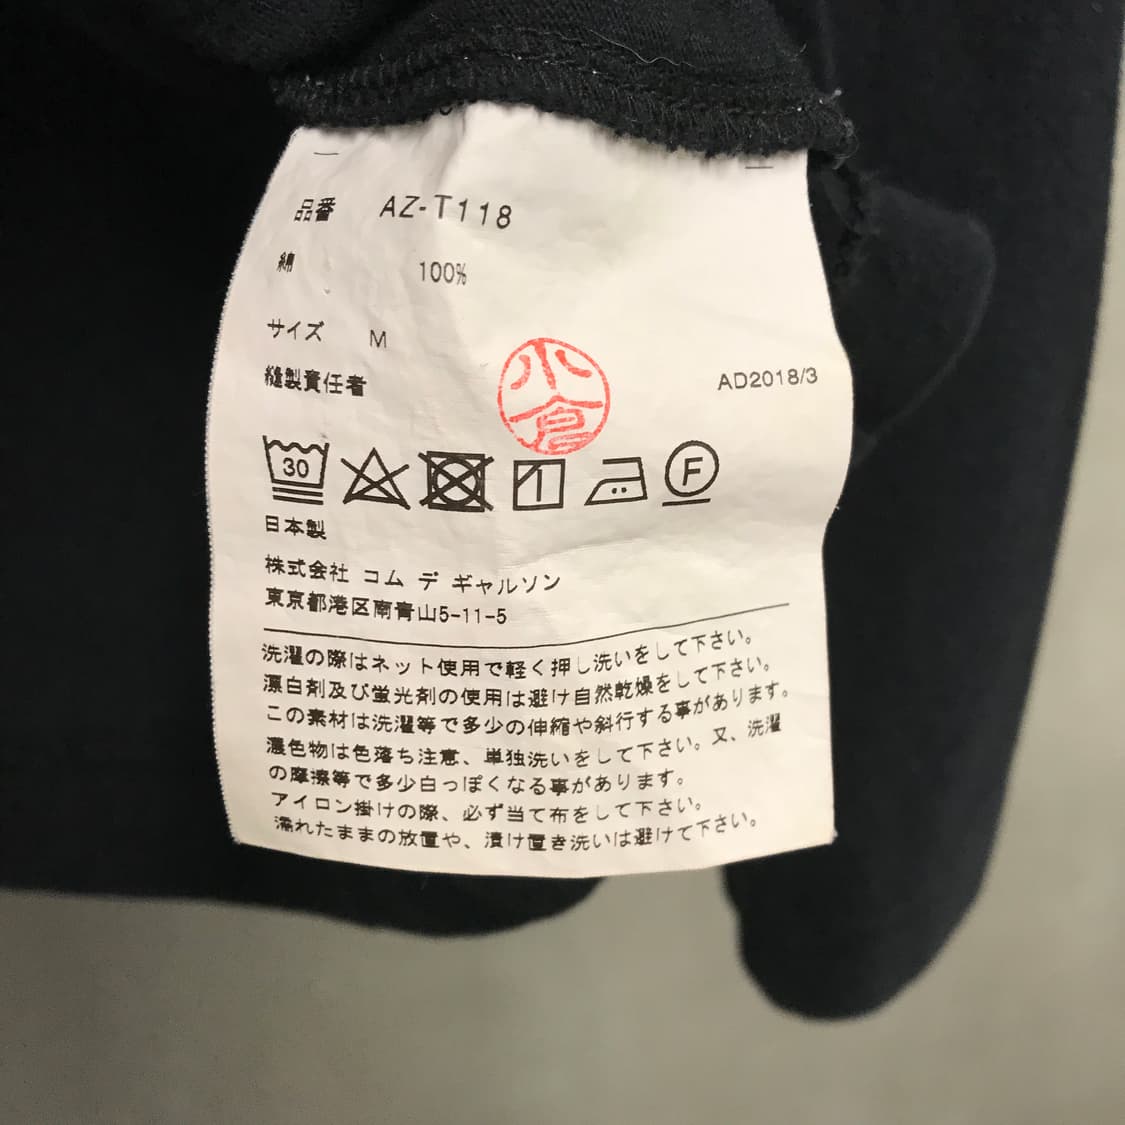 品番 AZ-T118
綿 100%
サイズ M
縫製責任者 小倉 AD2018/3
30 1 F
日本製
株式会社 コム デ ギャルソン
東京都港区南青山5-11-5
洗濯の際はネット使用で軽く押し洗いをして下さい。
漂白剤及び蛍光剤の使用は避け自然乾燥をして下さい。
この素材は洗濯等で多少の伸縮や斜行する事があります。
濃色物は色落ち注意、単独洗いをして下さい。又、洗濯
の摩擦等で多少白っぽくなる事があります。
アイロン掛けの際、必ず当て布をして下さい。
濡れたままの放置や、漬け置き洗いは避けて下さい。